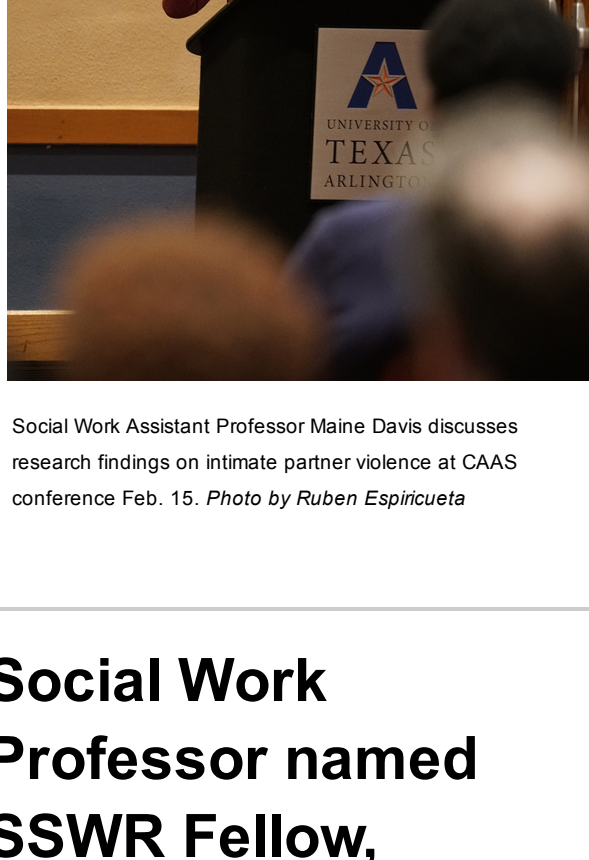 UNIVERSITY O
TEXAS
ARLINGTO
Social Work Assistant Professor Maine Davis discusses
research findings on intimate partner violence at CAAS
conference Feb. 15. Photo by Ruben Espiricueta
Social Work
Professor named
SSWR Fellow,